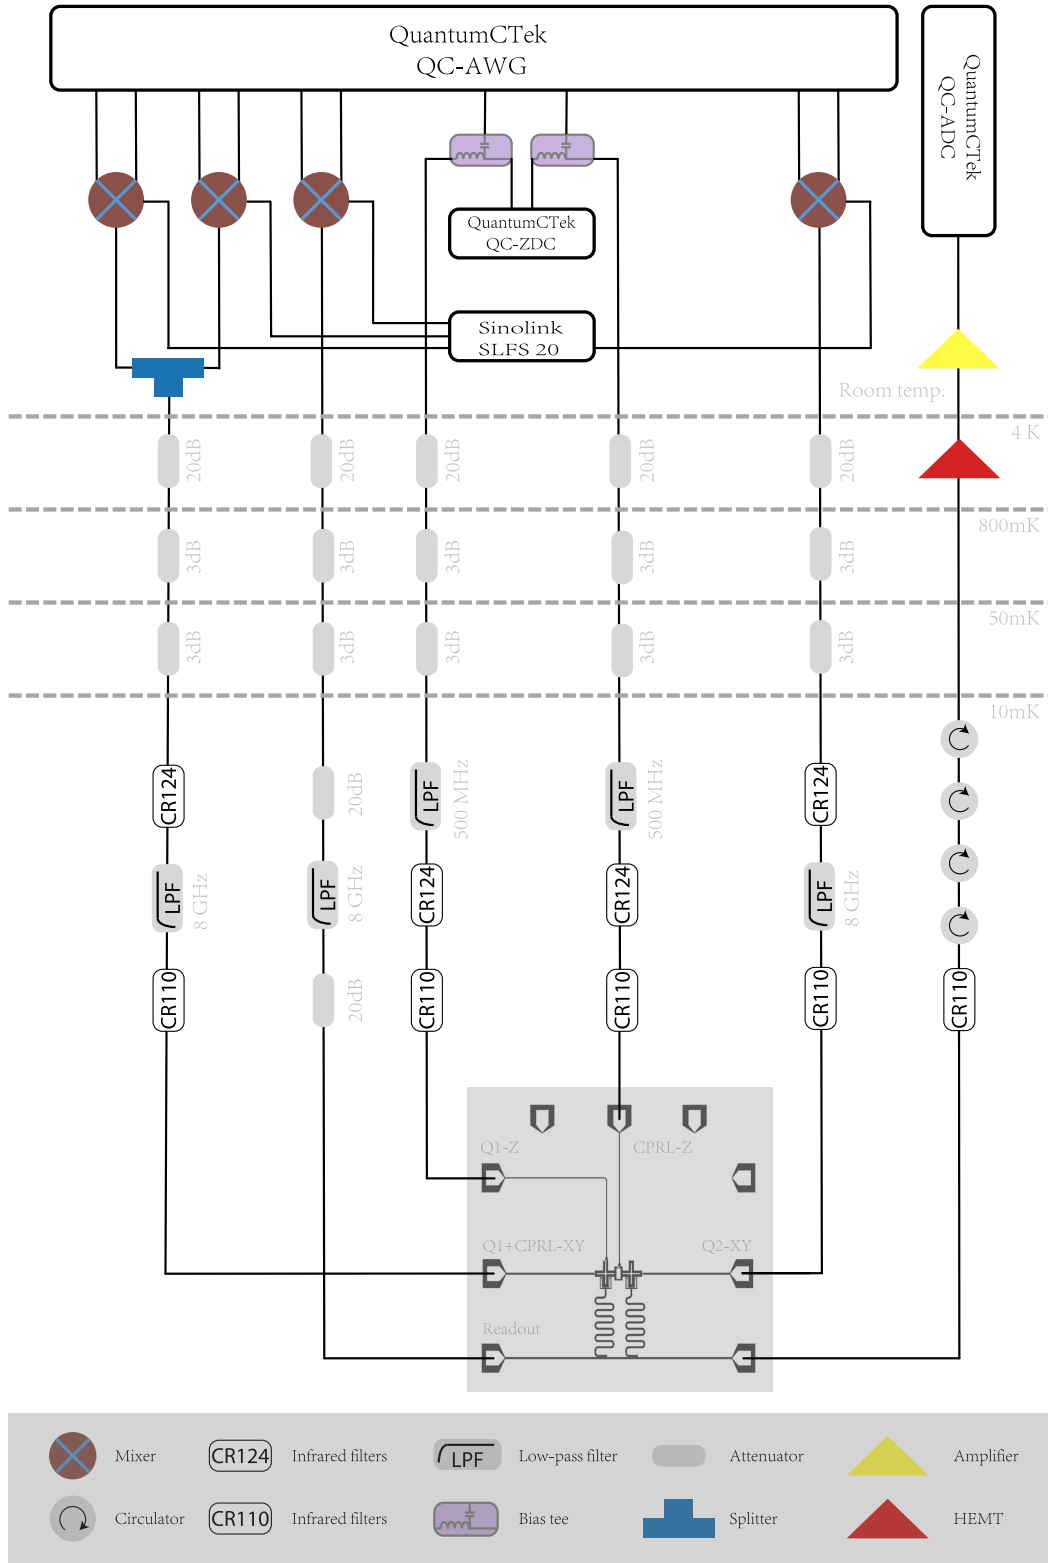 QuantumCTek
QC-AWG
QuantumCTek
QC-ADC
QuantumCTek
QC-ZDC
Sinolink
SLFS 20
Room temp.
4 K
20dB
20dB
20dB
20dB
20dB
800mK
3dB
3dB
3dB
3dB
3dB
50mK
3dB
3dB
3dB
3dB
3dB
10mK
CR124
20dB
LPF
500 MHz
LPF
500 MHz
CR124
LPF
8 GHz
LPF
8 GHz
CR124
CR124
LPF
8 GHz
CR110
20dB
CR110
CR110
CR110
CR110
Q1-Z
CPRL-Z
Q1+CPRL-XY
Q2-XY
Readout
Mixer
CR124
Infrared filters
LPF
Low-pass filter
Attenuator
Amplifier
Circulator
CR110
Infrared filters
Bias tee
Splitter
HEMT